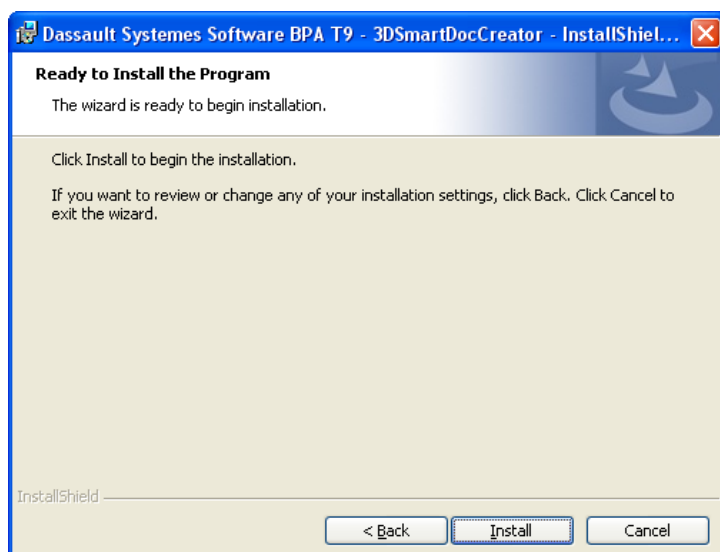 Dassault Systemes Software BPA T9 - 3DSmartDocCreator - InstallShiel...
Ready to Install the Program
The wizard is ready to begin installation.
Click Install to begin the installation.
If you want to review or change any of your installation settings, click Back. Click Cancel to
exit the wizard.
InstallShield
< Back
Install
Cancel